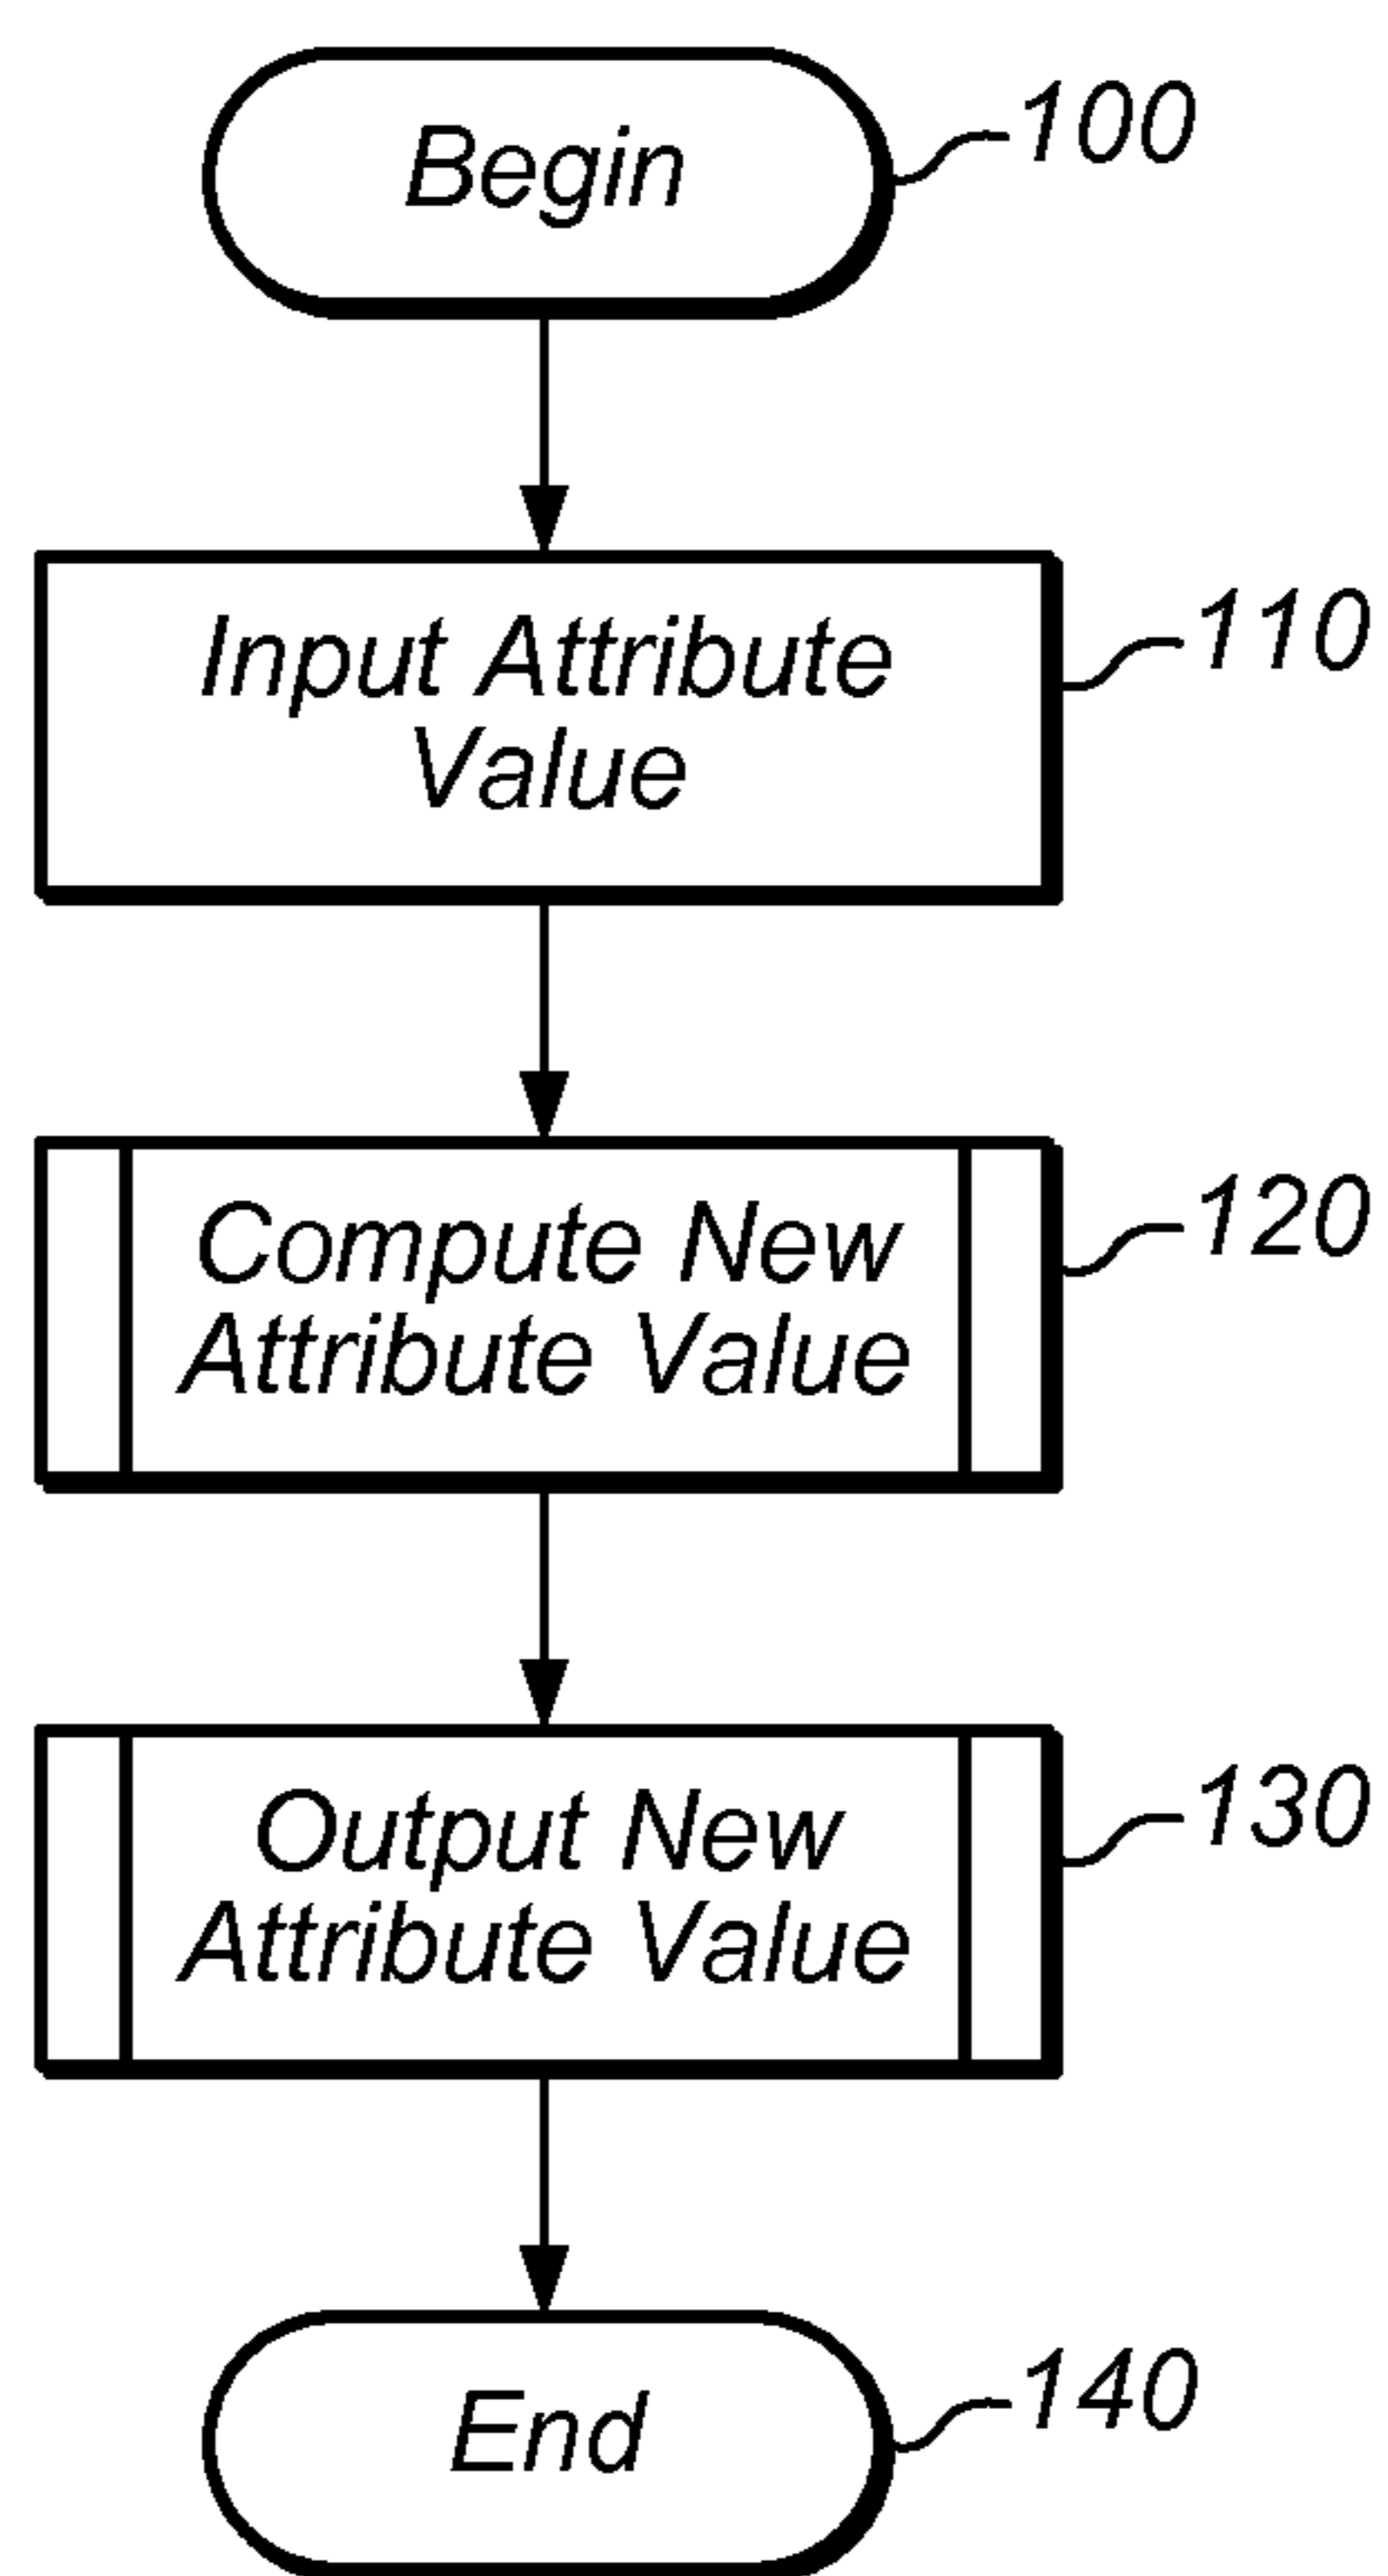 Begin
100
Input Attribute
Value
110
Compute New
Attribute Value
120
Output New
Attribute Value
130
End
140